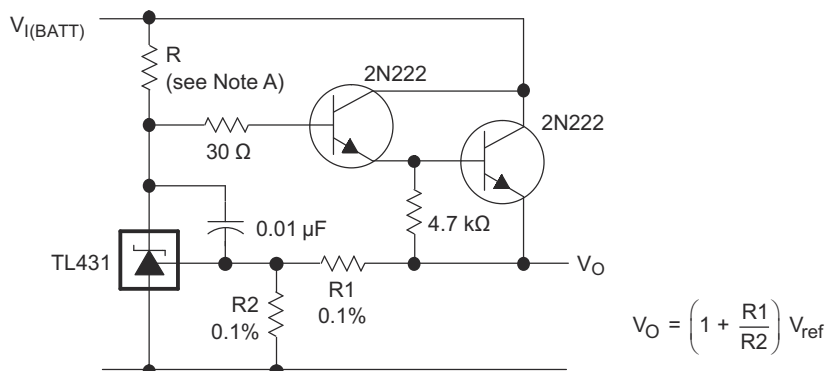 V_I(BATT)
R
(see Note A)
2N222
2N222
30 Ω
4.7 kΩ
0.01 µF
TL431
V_O
R1
0.1%
R2
0.1%
V_O = (1 + R1/R2) V_ref